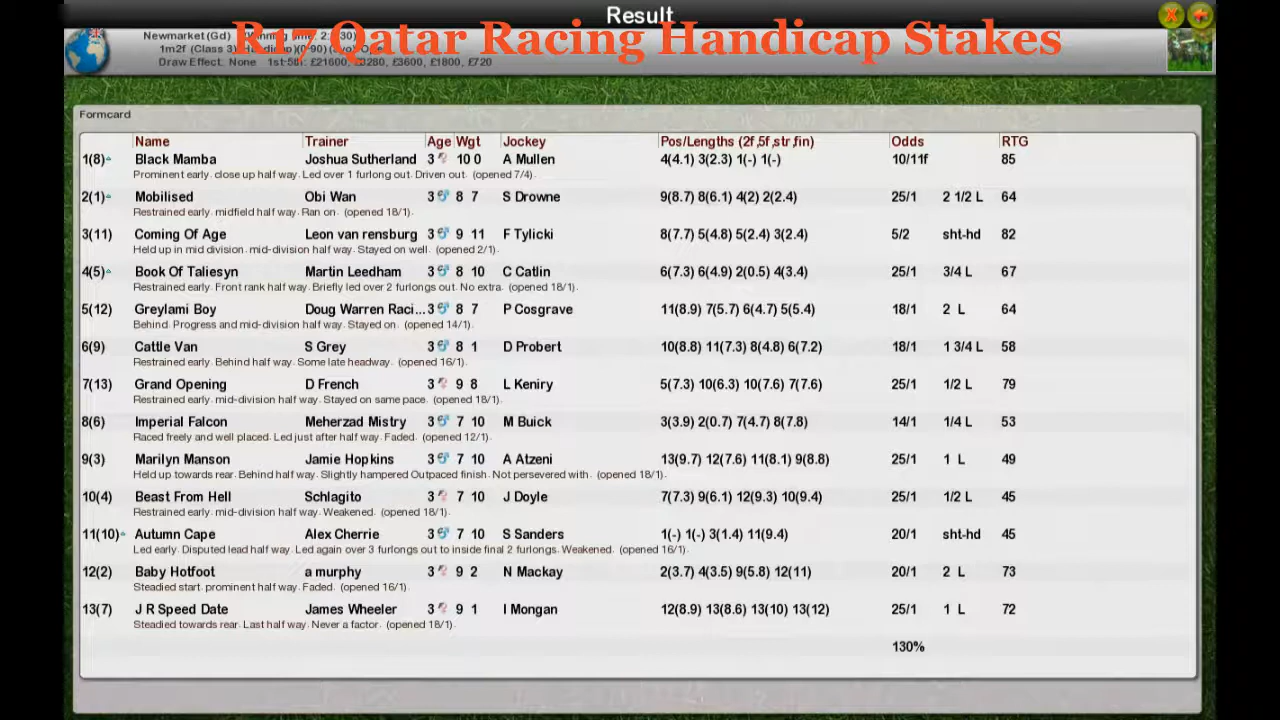 Result
R17 Qatar Racing Handicap Stakes
Newmarket (Gd)
1m2f (Class 3)
Draw Effect: None 1st-5th: £21600, £3280, £3600, £1800, £720
Formcard
Name Trainer Age Wgt Jockey Pos/Lengths (2f,5f,str,fin) Odds RTG
1(8) Black Mamba Joshua Sutherland 3 10 0 A Mullen 4(4.1) 3(2.3) 1(-) 1(-) 10/11f 85
Prominent early. close up half way. Led over 1 furlong out. Driven out. (opened 7/4).
2(1) Mobilised Obi Wan 3 8 7 S Drowne 9(8.7) 8(6.1) 4(2) 2(2.4) 25/1 2 1/2 L 64
Restrained early. midfield half way. Ran on. (opened 18/1).
3(11) Coming Of Age Leon van rensburg 3 9 11 F Tylicki 8(7.7) 5(4.8) 5(2.4) 3(2.4) 5/2 sht-hd 82
Held up in mid division. mid-division half way. Stayed on well. (opened 2/1).
4(5) Book Of Taliesyn Martin Leedham 3 8 10 C Catlin 6(7.3) 6(4.9) 2(0.5) 4(3.4) 25/1 3/4 L 67
Restrained early. Front rank half way. Briefly led over 2 furlongs out. No extra. (opened 18/1).
5(12) Greylami Boy Doug Warren Raci... 3 8 7 P Cosgrave 11(8.9) 7(5.7) 6(4.7) 5(5.4) 18/1 2 L 64
Behind. Progress and mid-division half way. Stayed on. (opened 14/1).
6(9) Cattle Van S Grey 3 8 1 D Probert 10(8.8) 11(7.3) 8(4.8) 6(7.2) 18/1 1 3/4 L 58
Restrained early. Behind half way. Some late headway. (opened 16/1).
7(13) Grand Opening D French 3 9 8 L Keniry 5(7.3) 10(6.3) 10(7.6) 7(7.6) 25/1 1/2 L 79
Restrained early. mid-division half way. Stayed on same pace. (opened 18/1).
8(6) Imperial Falcon Meherzad Mistry 3 7 10 M Buick 3(3.9) 2(0.7) 7(4.7) 8(7.8) 14/1 1/4 L 53
Raced freely and well placed. Led just after half way. Faded. (opened 12/1).
9(3) Marilyn Manson Jamie Hopkins 3 7 10 A Atzeni 13(9.7) 12(7.6) 11(8.1) 9(8.8) 25/1 1 L 49
Held up towards rear. Behind half way. Slightly hampered Outpaced finish. Not persevered with. (opened 18/1).
10(4) Beast From Hell Schlagito 3 7 10 J Doyle 7(7.3) 9(6.1) 12(9.3) 10(9.4) 25/1 1/2 L 45
Restrained early. mid-division half way. Weakened. (opened 18/1).
11(10) Autumn Cape Alex Cherrie 3 7 10 S Sanders 1(-) 1(-) 3(1.4) 11(9.4) 20/1 sht-hd 45
Led early. Disputed lead half way. Led again over 3 furlongs out to inside final 2 furlongs. Weakened. (opened 16/1).
12(2) Baby Hotfoot a murphy 3 9 2 N Mackay 2(3.7) 4(3.5) 9(5.8) 12(11) 20/1 2 L 73
Steadied start. prominent half way. Faded. (opened 16/1).
13(7) J R Speed Date James Wheeler 3 9 1 I Mongan 12(8.9) 13(8.6) 13(10) 13(12) 25/1 1 L 72
Steadied towards rear. Last half way. Never a factor. (opened 18/1).
130%